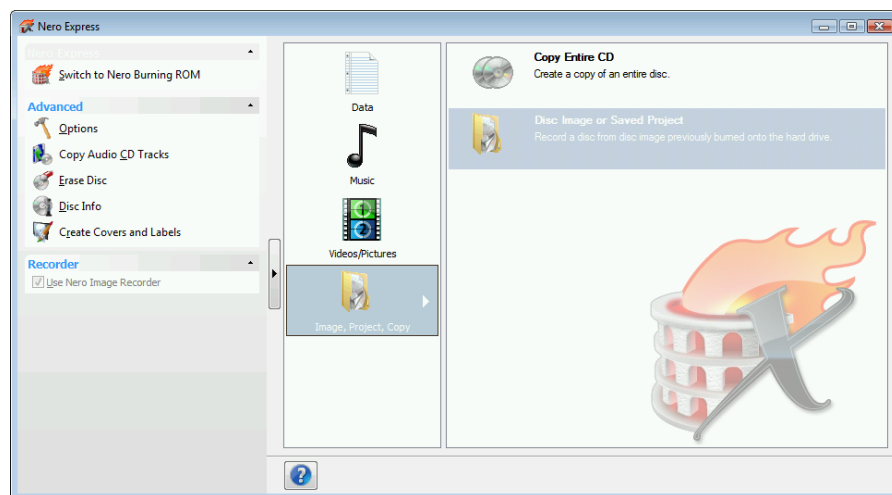 Nero Express
Nero Express
Switch to Nero Burning ROM
Advanced
Options
Copy Audio CD Tracks
Erase Disc
Disc Info
Create Covers and Labels
Recorder
Use Nero Image Recorder
Data
Music
Videos/Pictures
Image, Project, Copy
Copy Entire CD
Create a copy of an entire disc.
Disc Image or Saved Project
Record a disc from disc image previously burned onto the hard drive.